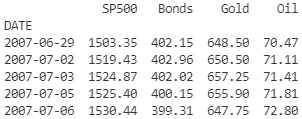 SP500 Bonds Gold Oil
DATE
2007-06-29 1503.35 402.15 648.50 70.47
2007-07-02 1519.43 402.96 650.50 71.11
2007-07-03 1524.87 402.02 657.25 71.41
2007-07-05 1525.40 400.15 655.90 71.81
2007-07-06 1530.44 399.31 647.75 72.80